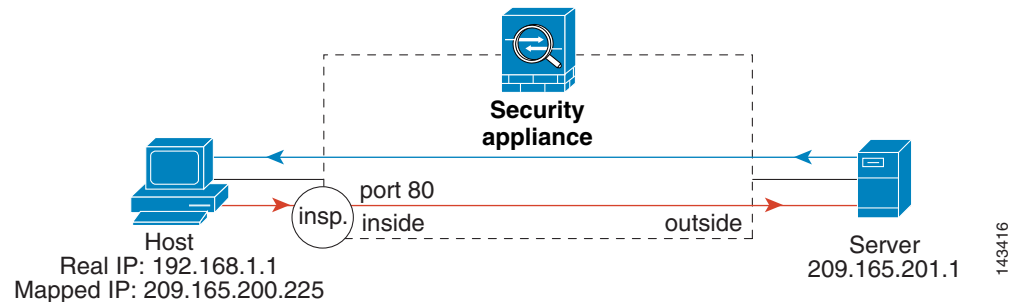 Security
appliance
port 80
insp.
inside
outside
Host
Real IP: 192.168.1.1
Mapped IP: 209.165.200.225
Server
209.165.201.1
143416